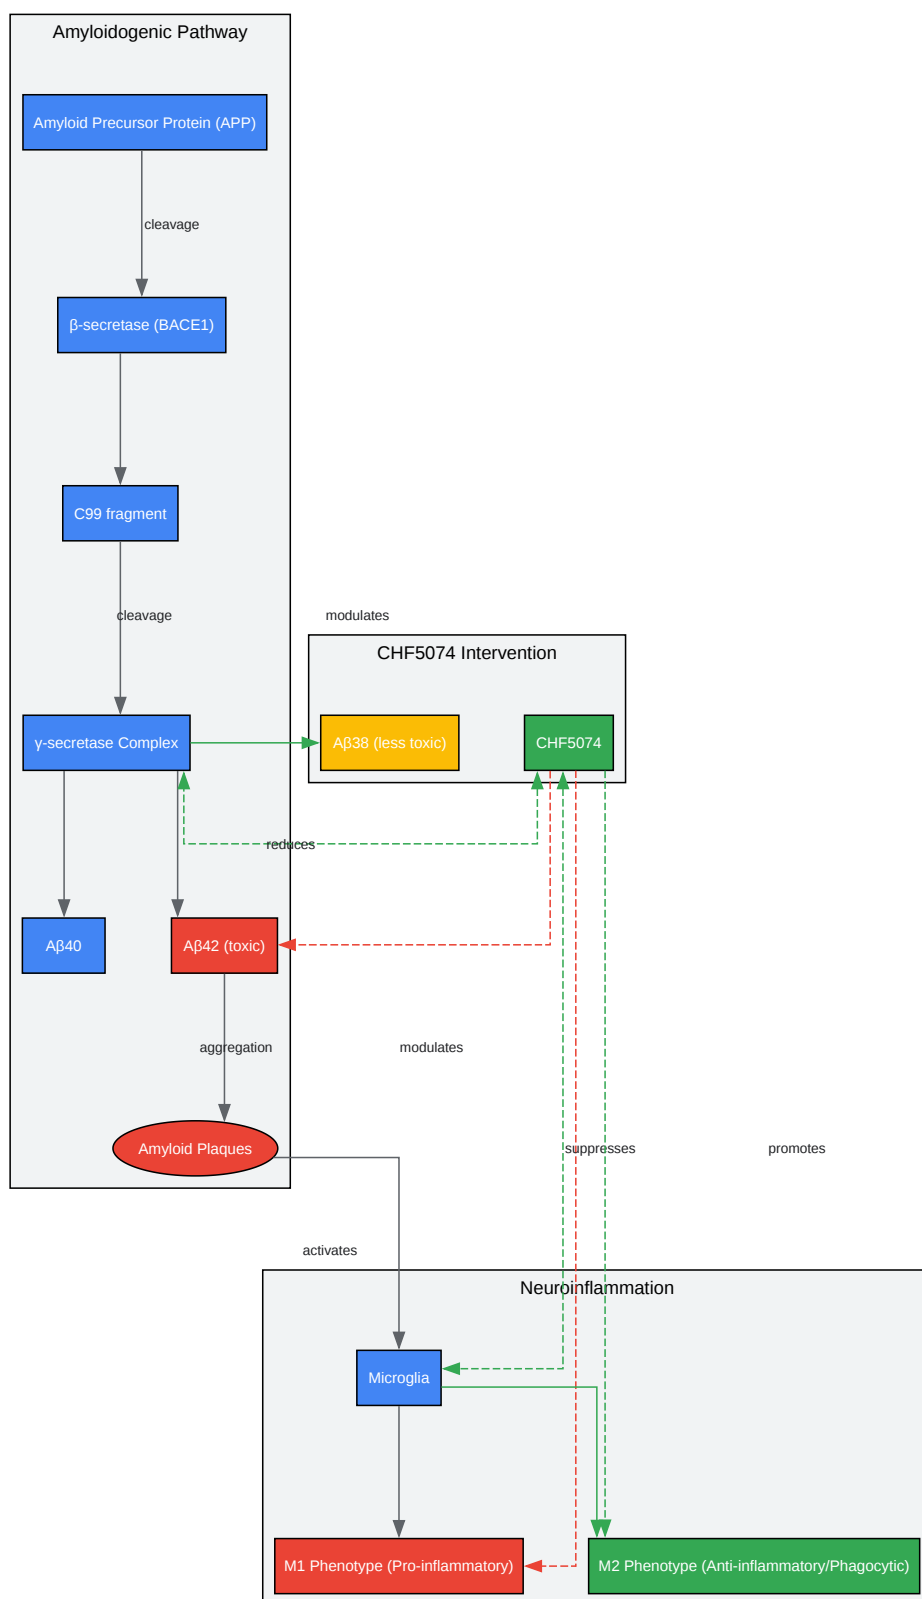 Amyloidogenic Pathway
Amyloid Precursor Protein (APP)
cleavage
β-secretase (BACE1)
C99 fragment
cleavage
modulates
CHF5074 Intervention
γ-secretase Complex
Aβ38 (less toxic)
CHF5074
reduces
Aβ40
Aβ42 (toxic)
aggregation
modulates
Amyloid Plaques
suppresses
promotes
activates
Neuroinflammation
Microglia
M1 Phenotype (Pro-inflammatory)
M2 Phenotype (Anti-inflammatory/Phagocytic)